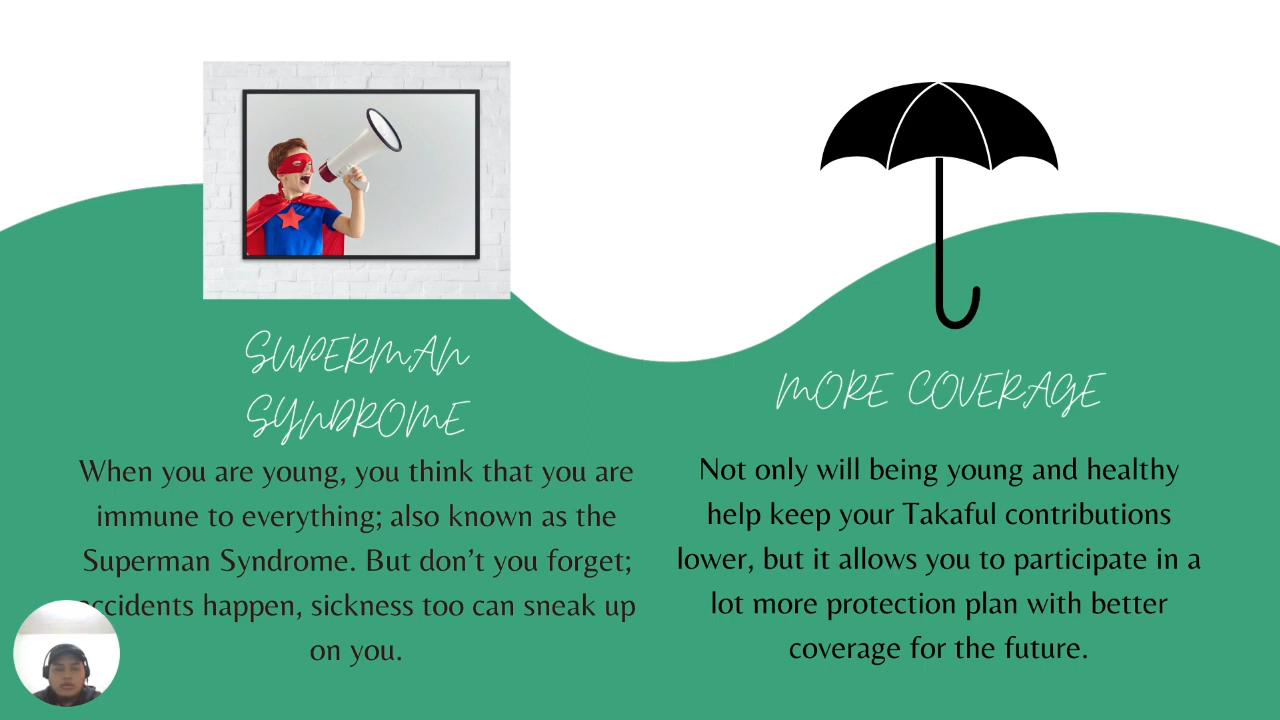 SUPERMAN
SYNDROME
When you are young, you think that you are
immune to everything; also known as the
Superman Syndrome. But don’t you forget;
accidents happen, sickness too can sneak up
on you.
MORE COVERAGE
Not only will being young and healthy
help keep your Takaful contributions
lower, but it allows you to participate in a
lot more protection plan with better
coverage for the future.